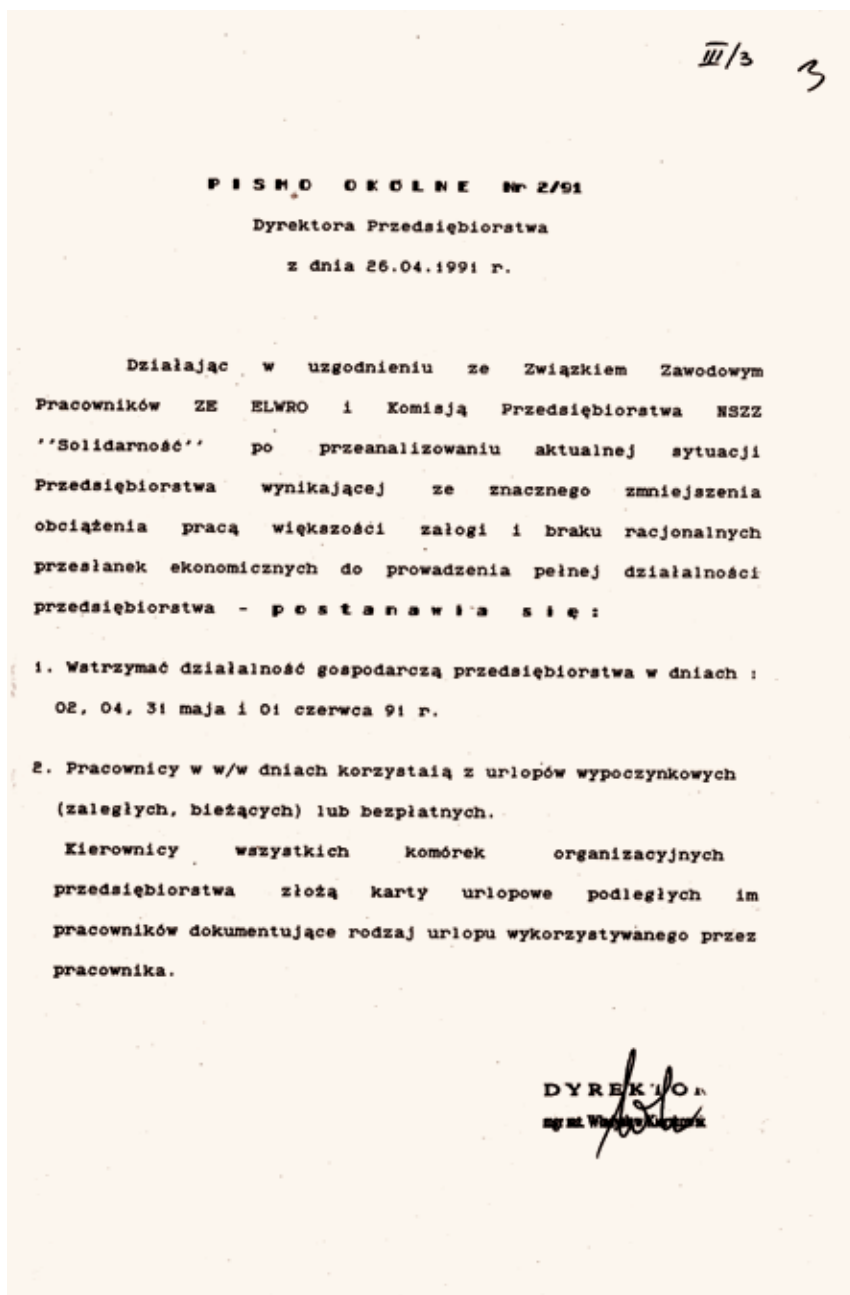 III/3
3
PISMO OKÓLNE Nr 2/91
Dyrektora Przedsiębiorstwa
z dnia 26.04.1991 r.
Działając w uzgodnieniu ze Związkiem Zawodowym
Pracowników ZE ELWRO i Komisją Przedsiębiorstwa NSZZ
''Solidarność'' po przeanalizowaniu aktualnej sytuacji
Przedsiębiorstwa wynikającej ze znacznego zmniejszenia
obciążenia pracą większości załogi i braku racjonalnych
przesłanek ekonomicznych do prowadzenia pełnej działalności
przedsiębiorstwa - postanawia się:
1. Wstrzymać działalność gospodarczą przedsiębiorstwa w dniach :
02, 04, 31 maja i 01 czerwca 91 r.
2. Pracownicy w w/w dniach korzystaią z urlopów wypoczynkowych
(zaległych, bieżących) lub bezpłatnych.
Kierownicy wszystkich komórek organizacyjnych
przedsiębiorstwa złożą karty urlopowe podległych im
pracowników dokumentujące rodzaj urlopu wykorzystywanego przez
pracownika.
DYREKTOR
mgr inż.